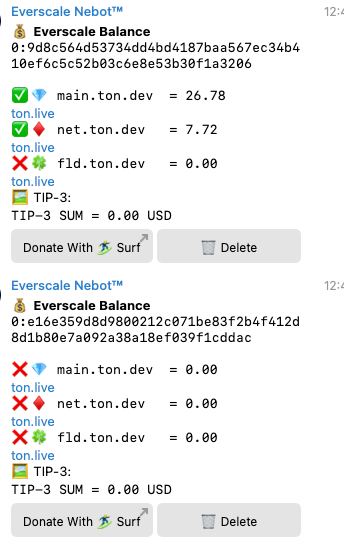 Everscale Nebot™ 12:4
💰 Everscale Balance
0:9d8c564d53734dd4bd4187baa567ec34b4
10ef6c5c52b03c6e8e53b30f1a3206
✅💎 main.ton.dev = 26.78
ton.live
✅♦️ net.ton.dev = 7.72
ton.live
❌🍀 fld.ton.dev = 0.00
ton.live
🖼 TIP-3:
TIP-3 SUM = 0.00 USD
Donate With 🏄 Surf 🗑 Delete
Everscale Nebot™ 12:4
💰 Everscale Balance
0:e16e359d8d9800212c071be83f2b4f412d
8d1b80e7a092a38a18ef039f1cddac
❌💎 main.ton.dev = 0.00
ton.live
❌♦️ net.ton.dev = 0.00
ton.live
❌🍀 fld.ton.dev = 0.00
ton.live
🖼 TIP-3:
TIP-3 SUM = 0.00 USD
Donate With 🏄 Surf 🗑 Delete